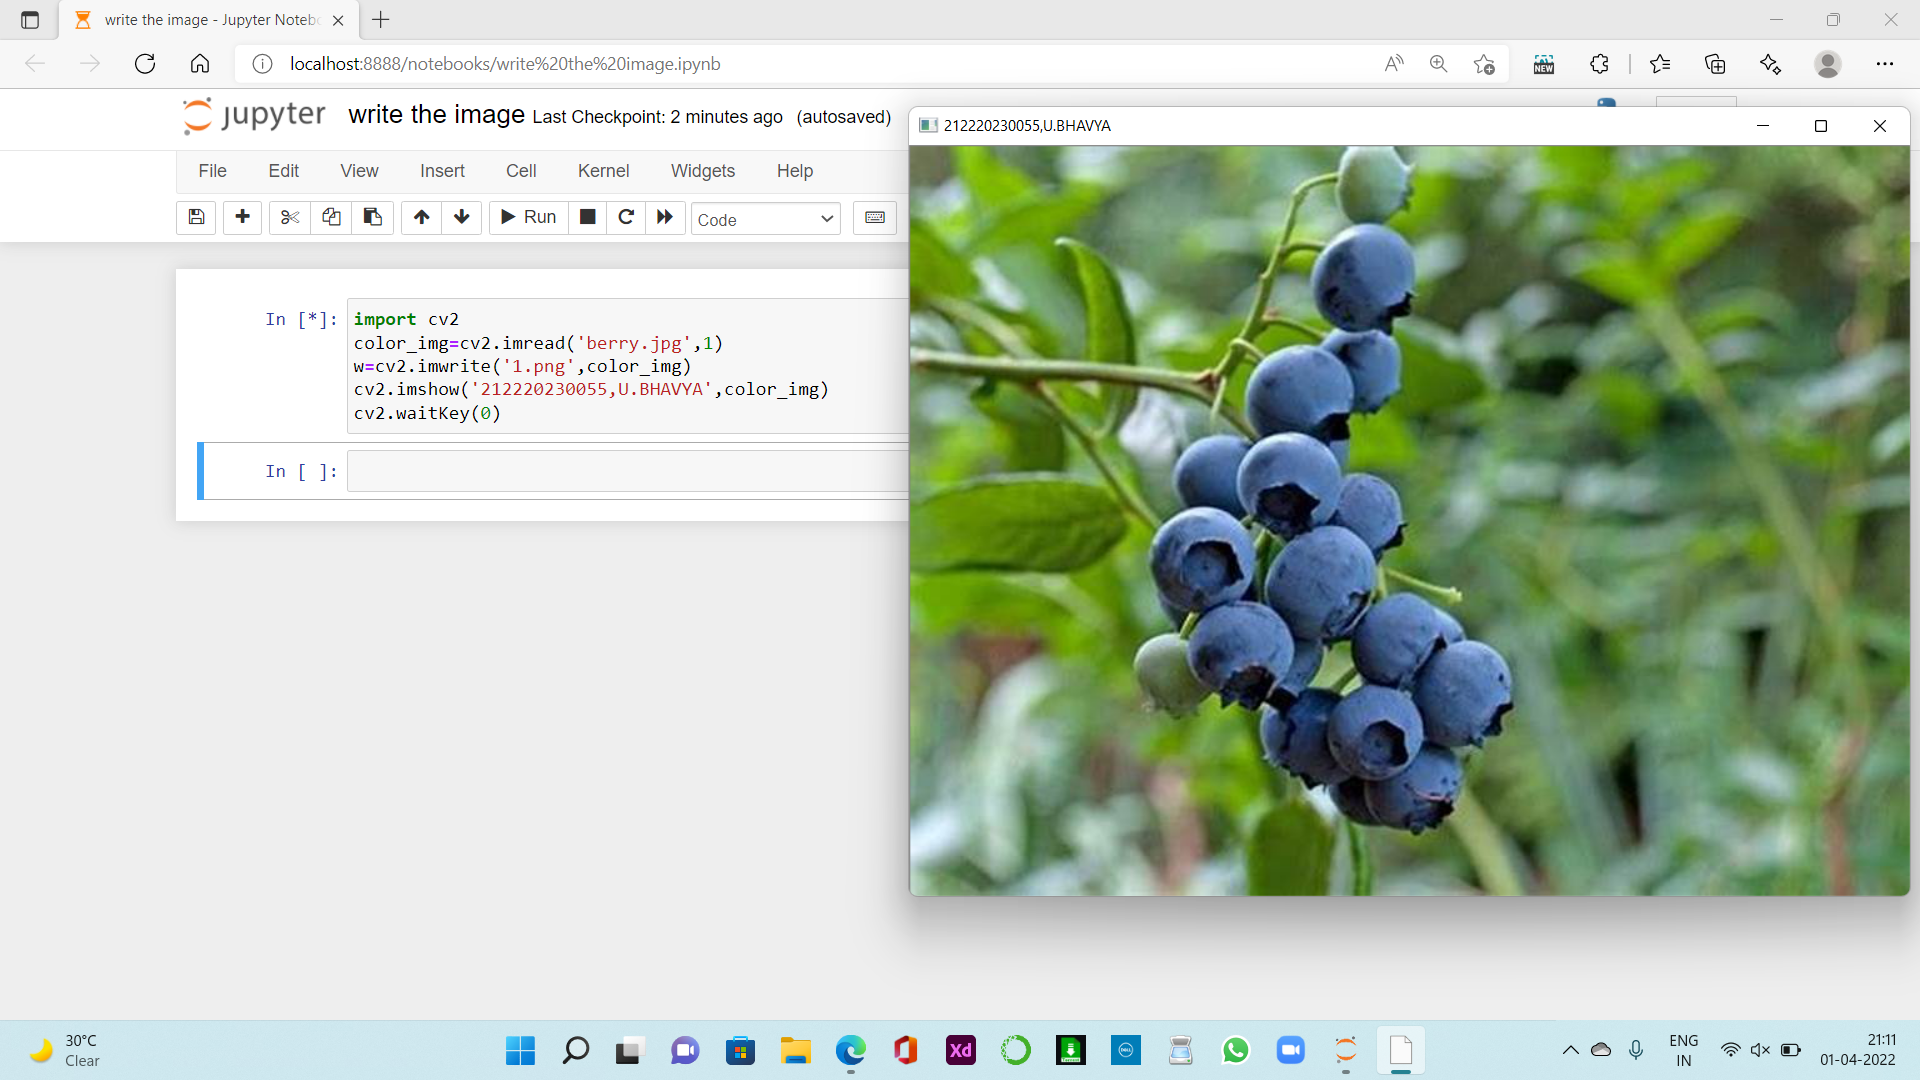 write the image - Jupyter Noteb
localhost:8888/notebooks/write%20the%20image.ipynb
NEW
jupyter write the image Last Checkpoint: 2 minutes ago (autosaved)
212220230055,U.BHAVYA
File Edit View Insert Cell Kernel Widgets Help
Run Code
In [*]: import cv2
color_img=cv2.imread('berry.jpg',1)
w=cv2.imwrite('1.png',color_img)
cv2.imshow('212220230055,U.BHAVYA',color_img)
cv2.waitKey(0)
In [ ]:
30°C
Clear
Xd
DELL
ENG
IN
21:11
01-04-2022